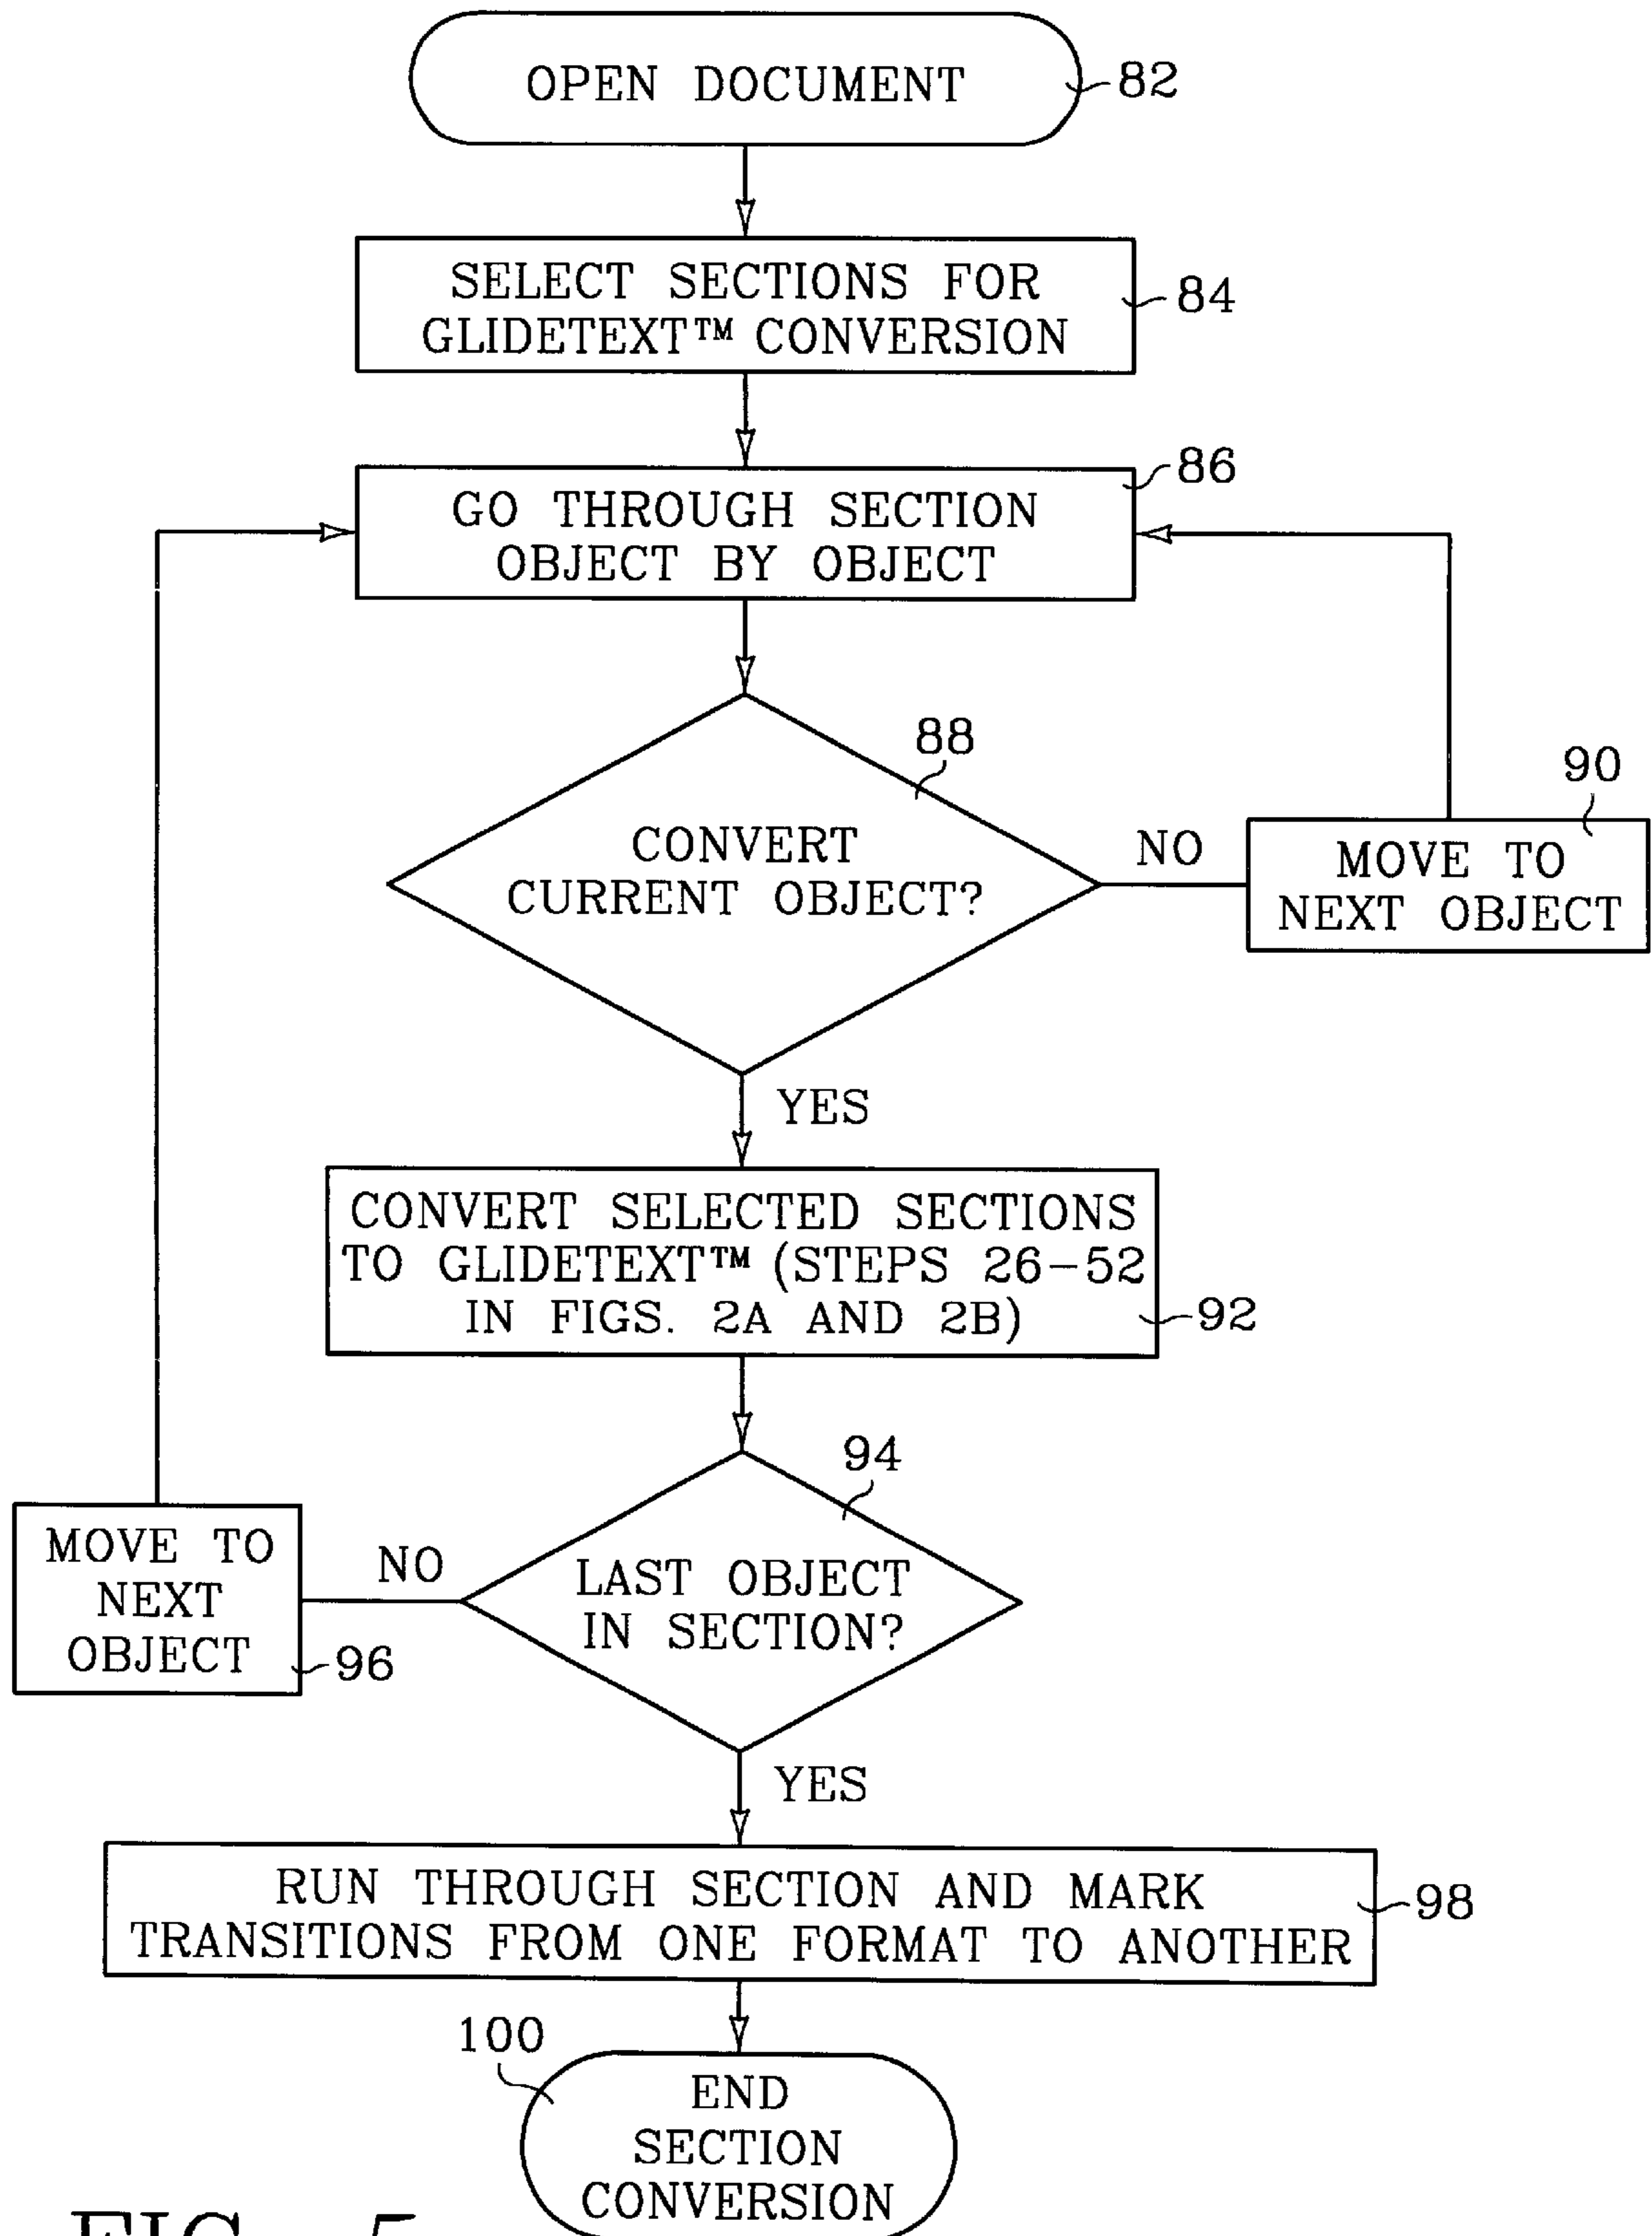 OPEN DOCUMENT
82
SELECT SECTIONS FOR
GLIDETEXT™ CONVERSION
84
86
GO THROUGH SECTION
OBJECT BY OBJECT
88
CONVERT
CURRENT OBJECT?
NO
90
MOVE TO
NEXT OBJECT
YES
CONVERT SELECTED SECTIONS
TO GLIDETEXT™ (STEPS 26-52
IN FIGS. 2A AND 2B)
92
94
LAST OBJECT
IN SECTION?
NO
MOVE TO
NEXT
OBJECT
96
YES
RUN THROUGH SECTION AND MARK
TRANSITIONS FROM ONE FORMAT TO ANOTHER
98
100
END
SECTION
CONVERSION
FIG. 5